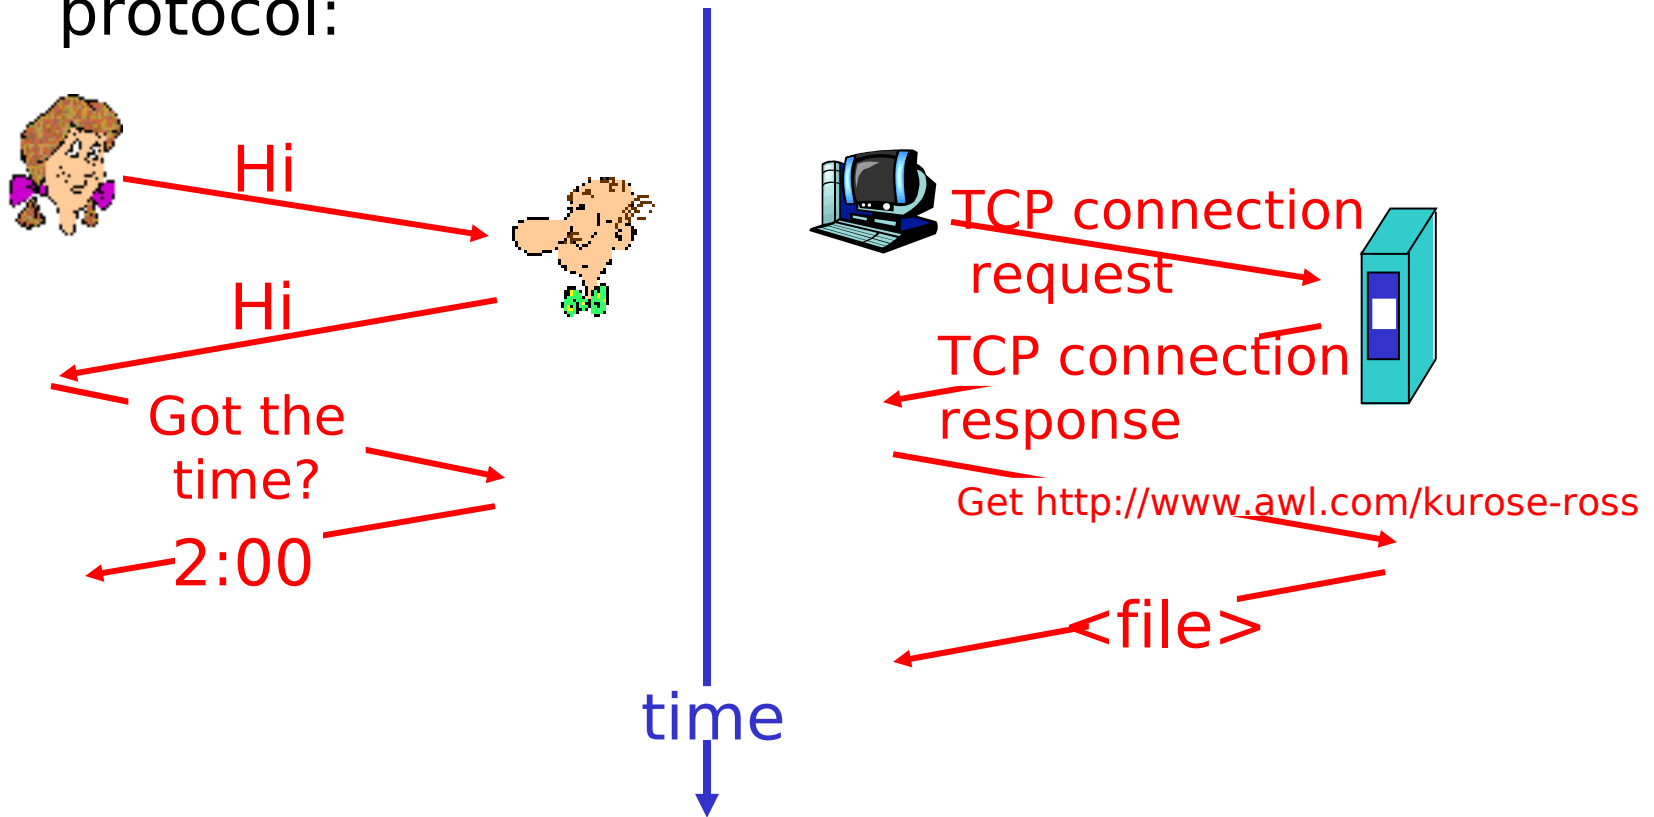 protocol:
Hi
Hi
Got the
time?
2:00
TCP connection
request
TCP connection
response
Get http://www.awl.com/kurose-ross
<file>
time